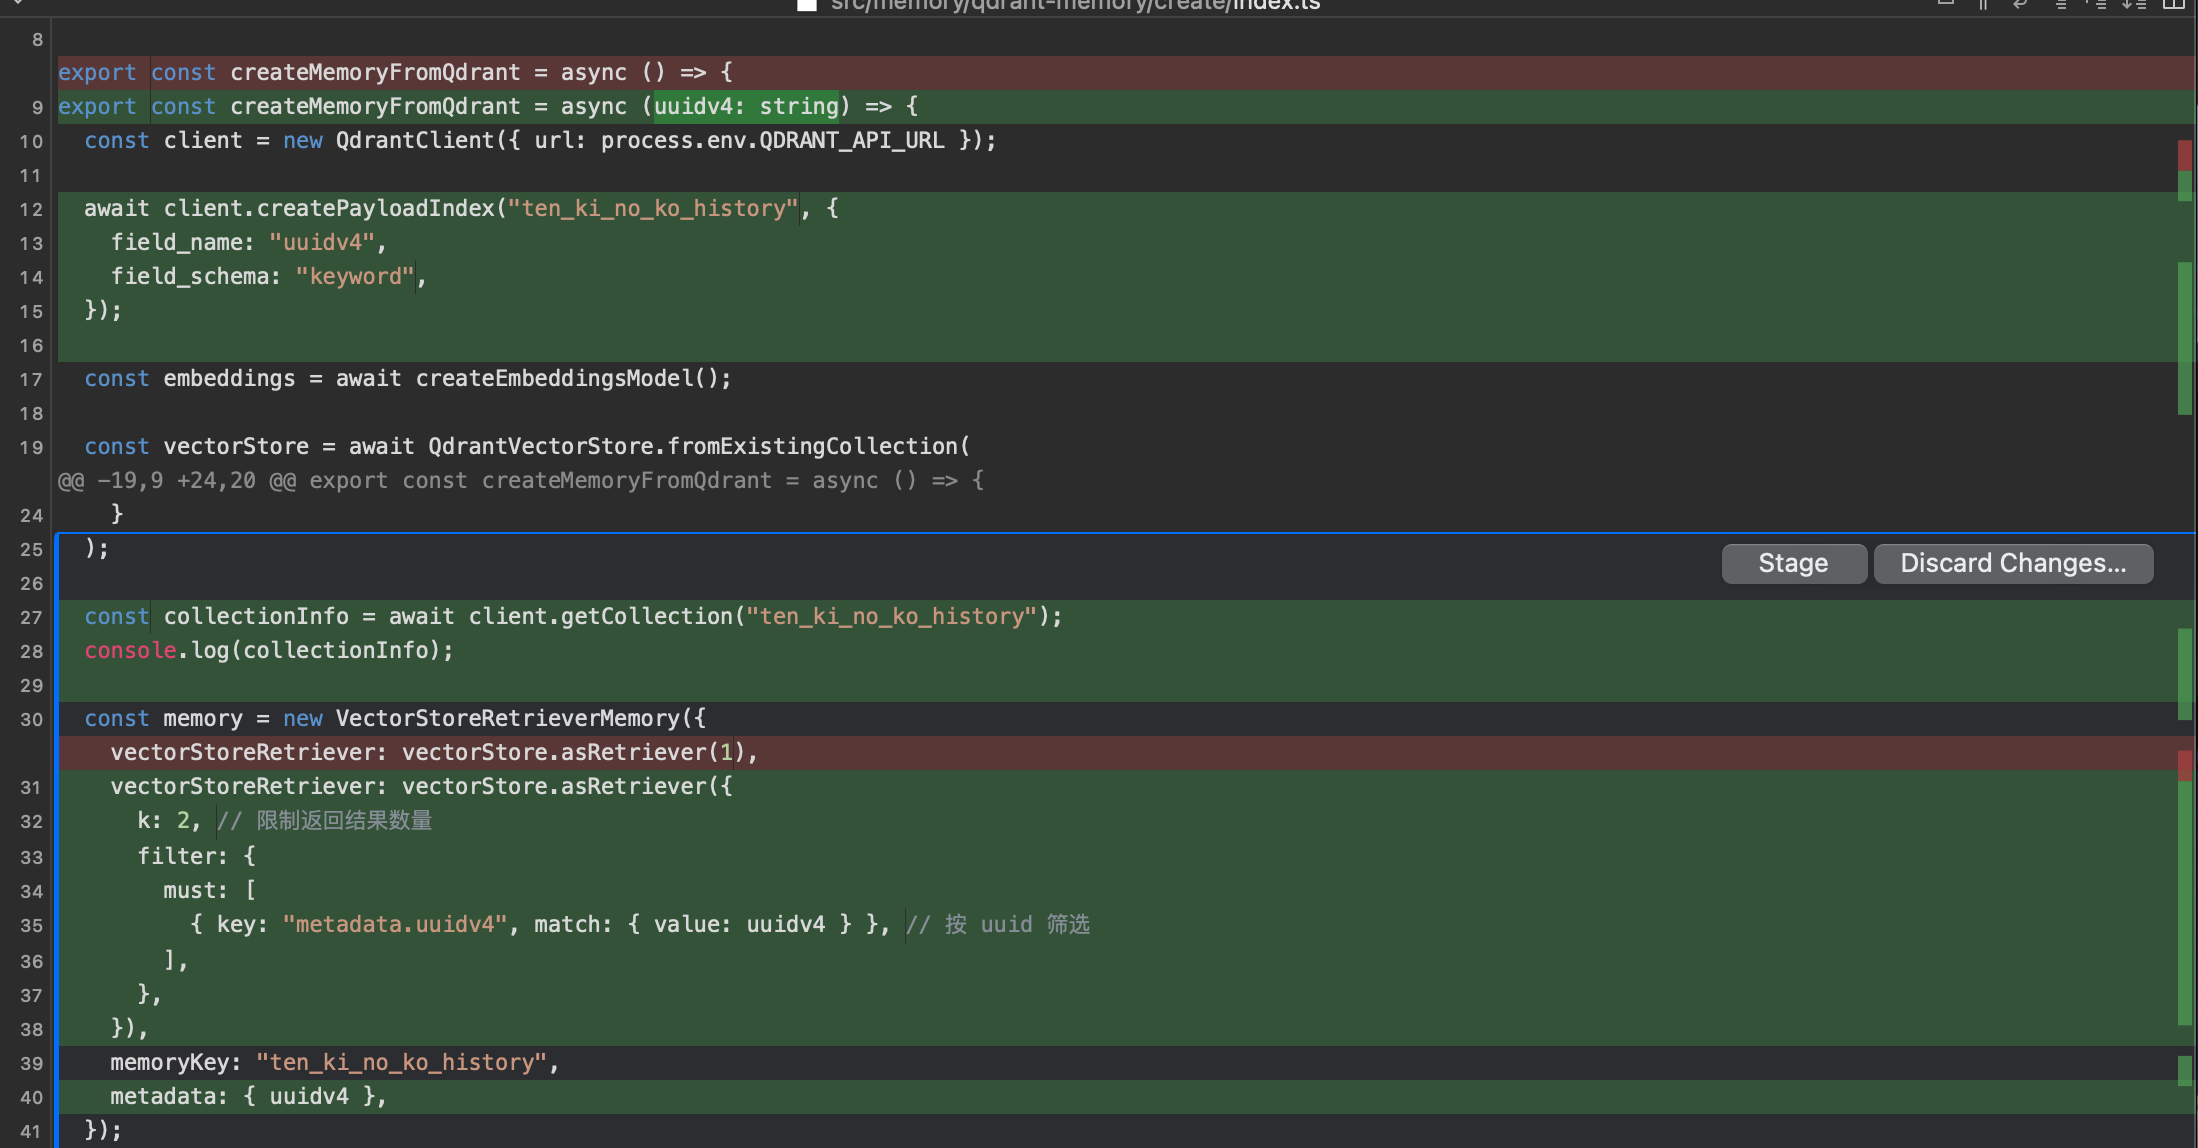 src/memory/qdrant-memory/create/index.ts
8
export const createMemoryFromQdrant = async () => {
9 export const createMemoryFromQdrant = async (uuidv4: string) => {
10 const client = new QdrantClient({ url: process.env.QDRANT_API_URL });
11
12 await client.createPayloadIndex("ten_ki_no_ko_history", {
13 field_name: "uuidv4",
14 field_schema: "keyword",
15 });
16
17 const embeddings = await createEmbeddingsModel();
18
19 const vectorStore = await QdrantVectorStore.fromExistingCollection(
@@ -19,9 +24,20 @@ export const createMemoryFromQdrant = async () => {
24 }
25 );
Stage Discard Changes...
26
27 const collectionInfo = await client.getCollection("ten_ki_no_ko_history");
28 console.log(collectionInfo);
29
30 const memory = new VectorStoreRetrieverMemory({
vectorStoreRetriever: vectorStore.asRetriever(1),
31 vectorStoreRetriever: vectorStore.asRetriever({
32 k: 2, // 限制返回结果数量
33 filter: {
34 must: [
35 { key: "metadata.uuidv4", match: { value: uuidv4 } }, // 按 uuid 筛选
36 ],
37 },
38 }),
39 memoryKey: "ten_ki_no_ko_history",
40 metadata: { uuidv4 },
41 });